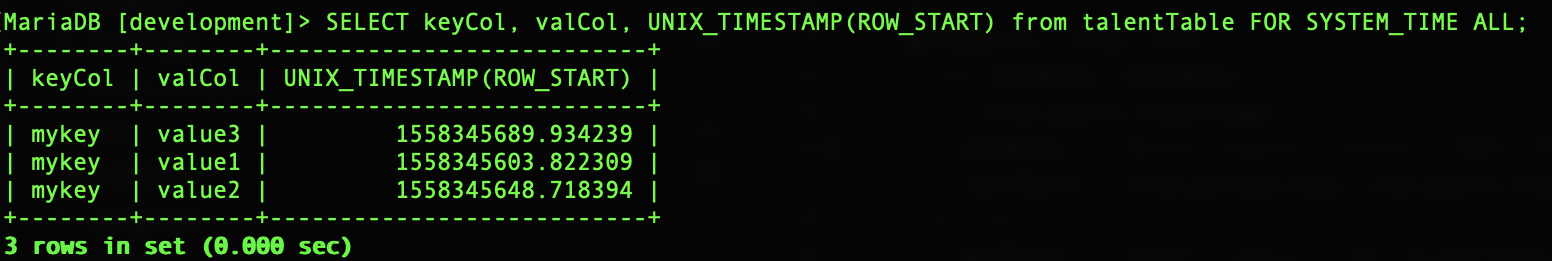 MariaDB [development]> SELECT keyCol, valCol, UNIX_TIMESTAMP(ROW_START) from talentTable FOR SYSTEM_TIME ALL;
+--------+--------+---------------------------+
| keyCol | valCol | UNIX_TIMESTAMP(ROW_START) |
+--------+--------+---------------------------+
| mykey  | value3 |         1558345689.934239 |
| mykey  | value1 |         1558345603.822309 |
| mykey  | value2 |         1558345648.718394 |
+--------+--------+---------------------------+
3 rows in set (0.000 sec)